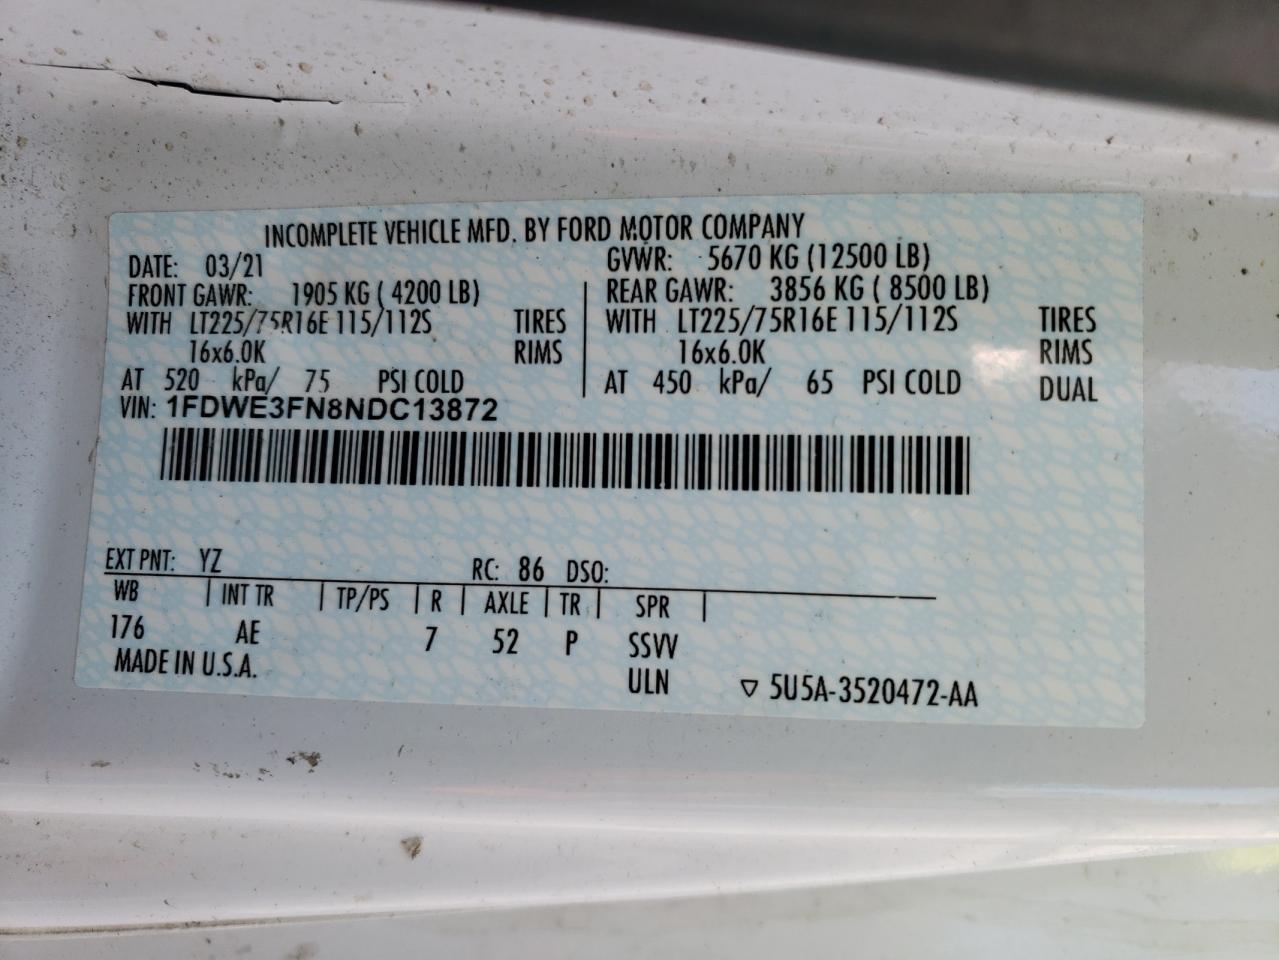 INCOMPLETE VEHICLE MFD. BY FORD MOTOR COMPANY
DATE: 03/21 GVWR: 5670 KG (12500 LB)
FRONT GAWR: 1905 KG ( 4200 LB) REAR GAWR: 3856 KG ( 8500 LB)
WITH LT225/75R16E 115/112S TIRES WITH LT225/75R16E 115/112S TIRES
16x6.0K RIMS 16x6.0K RIMS
AT 520 kPa/ 75 PSI COLD AT 450 kPa/ 65 PSI COLD DUAL
VIN: 1FDWE3FN8NDC13872
EXT PNT: YZ RC: 86 DSO:
WB INT TR TP/PS R AXLE TR SPR
176 AE 7 52 P SSVV
MADE IN U.S.A. ULN ▽ 5U5A-3520472-AA